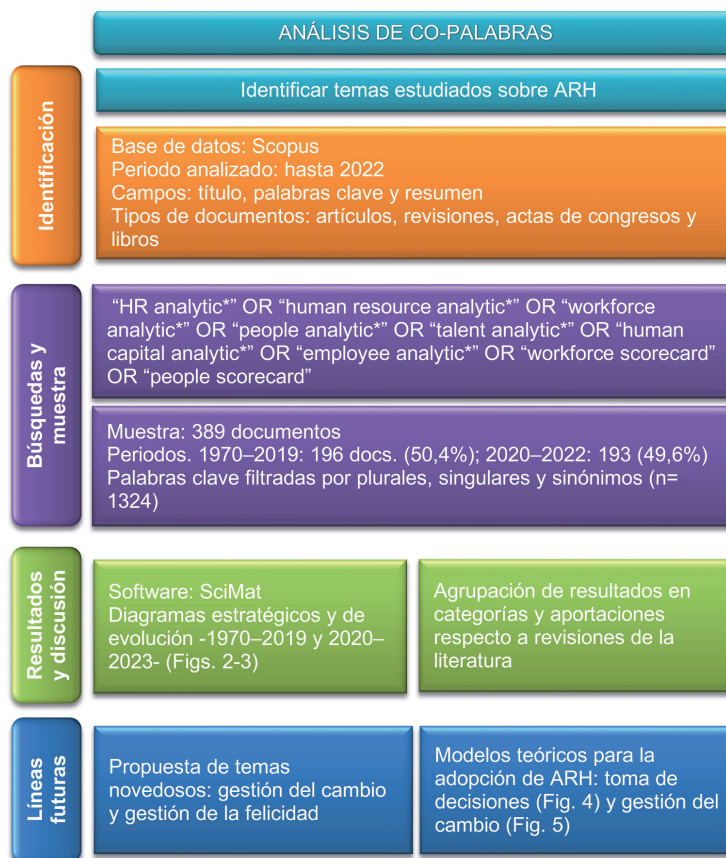 ANÁLISIS DE CO-PALABRAS
Identificación
Identificar temas estudiados sobre ARH
Base de datos: Scopus
Periodo analizado: hasta 2022
Campos: título, palabras clave y resumen
Tipos de documentos: artículos, revisiones, actas de congresos y
libros
Búsquedas y
muestra
“HR analytic*” OR “human resource analytic*” OR “workforce
analytic*” OR “people analytic*” OR “talent analytic*” OR “human
capital analytic*” OR “employee analytic*” OR “workforce scorecard”
OR “people scorecard”
Muestra: 389 documentos
Periodos. 1970–2019: 196 docs. (50,4%); 2020–2022: 193 (49,6%)
Palabras clave filtradas por plurales, singulares y sinónimos (n=
1324)
Resultados
y discusión
Software: SciMat
Diagramas estratégicos y de
evolución -1970–2019 y 2020–
2023- (Figs. 2-3)
Agrupación de resultados en
categorías y aportaciones
respecto a revisiones de la
literatura
Líneas
futuras
Propuesta de temas
novedosos: gestión del cambio
y gestión de la felicidad
Modelos teóricos para la
adopción de ARH: toma de
decisiones (Fig. 4) y gestión del
cambio (Fig. 5)